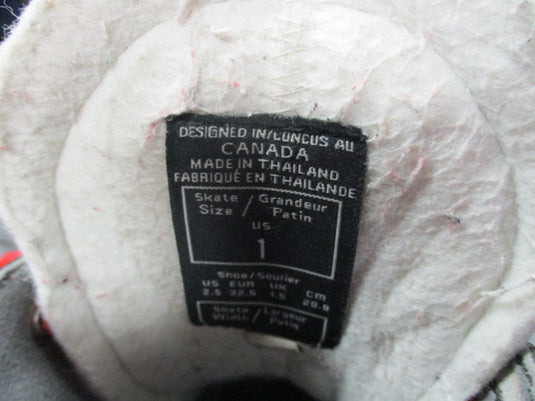 DESIGNED IN/CONCUS AU
CANADA
MADE IN THAILAND
FABRIQUÉ EN THAILANDE
Skate / Grandeur
Size / Patin
US
1
Shoe/Soulier
US EUR UK cm
2.5 32.5 1.5 20.9
Skate / Largeur
Width / Patin